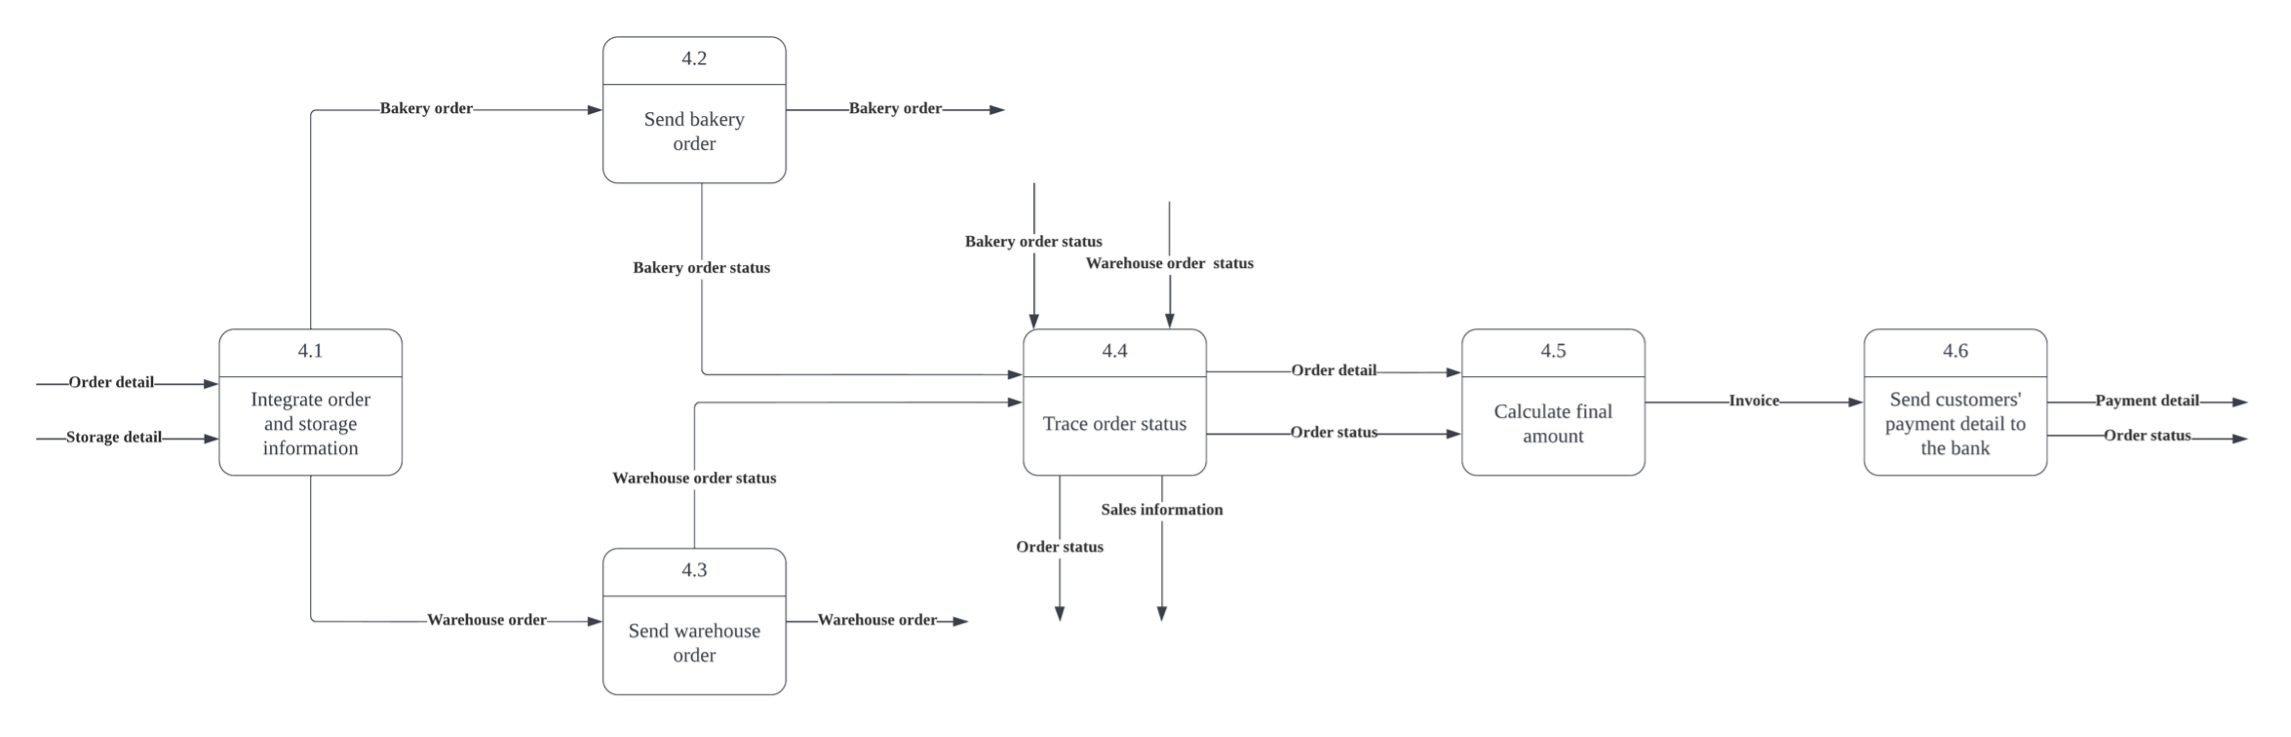 4.2
Send bakery
order
Bakery order
Bakery order
Bakery order status
Bakery order status
Warehouse order  status
4.1
Integrate order
and storage
information
Order detail
Storage detail
4.4
Trace order status
Order detail
Order status
4.5
Calculate final
amount
Invoice
4.6
Send customers'
payment detail to
the bank
Payment detail
Order status
Warehouse order status
Sales information
Order status
4.3
Send warehouse
order
Warehouse order
Warehouse order